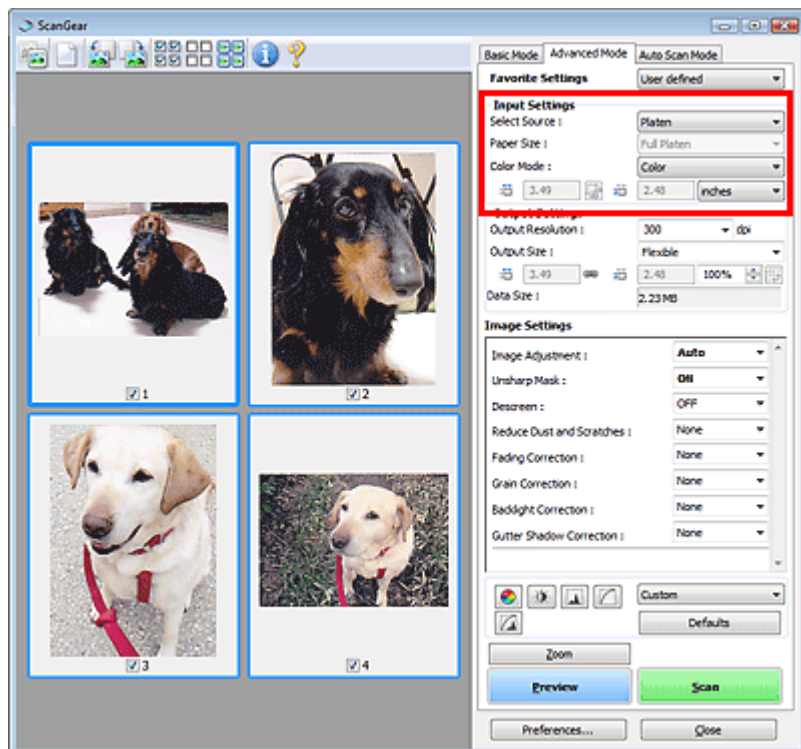 ScanGear
Basic Mode Advanced Mode Auto Scan Mode
Favorite Settings User defined
Input Settings
Select Source : Platen
Paper Size : Full Platen
Color Mode : Color
3.49 2.48 inches
Output Settings
Output Resolution : 300 dpi
Output Size : Flexible
3.49 2.48 100%
Data Size : 2.23 MB
Image Settings
Image Adjustment : Auto
Unsharp Mask : ON
Descreen : OFF
Reduce Dust and Scratches : None
Fading Correction : None
Grain Correction : None
Backlight Correction : None
Gutter Shadow Correction : None
Custom
Defaults
Zoom
Preview Scan
Preferences... Close
1 2
3 4